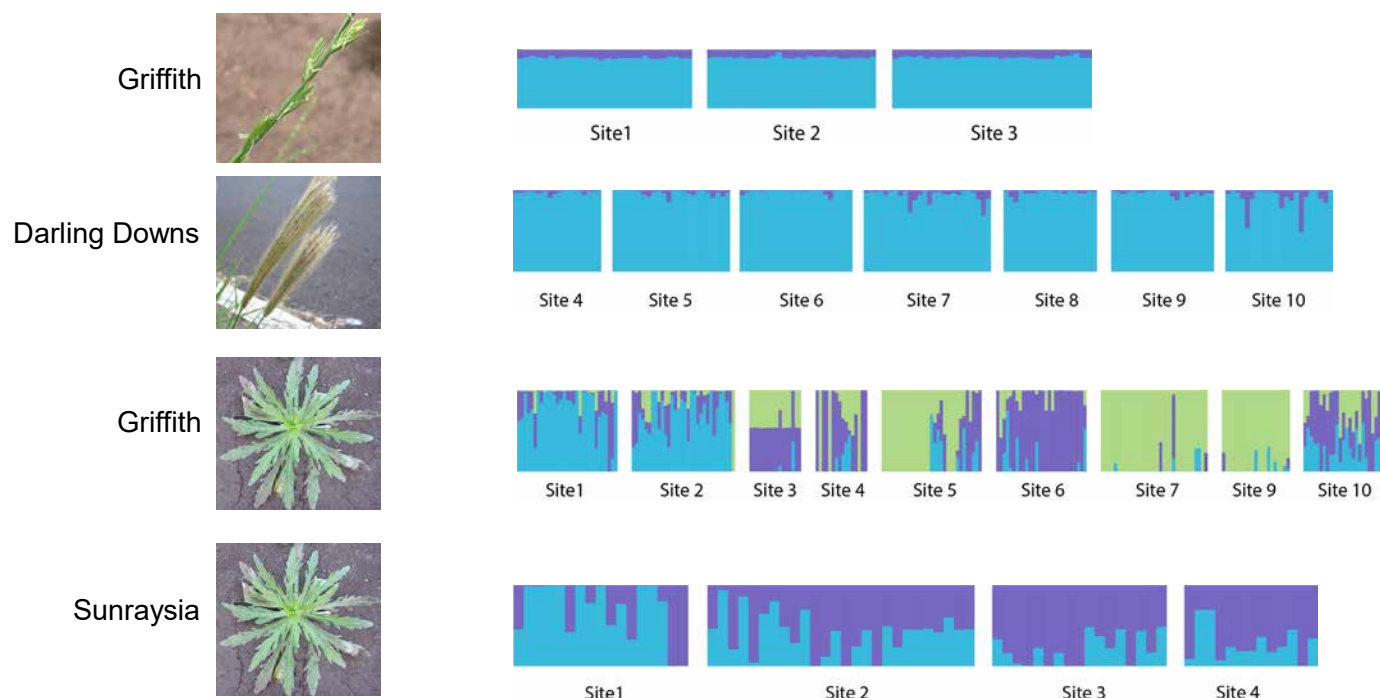 Griffith
Site1 Site 2 Site 3
Darling Downs
Site 4 Site 5 Site 6 Site 7 Site 8 Site 9 Site 10
Griffith
Site1 Site 2 Site 3 Site 4 Site 5 Site 6 Site 7 Site 9 Site 10
Sunraysia
Site1 Site 2 Site 3 Site 4